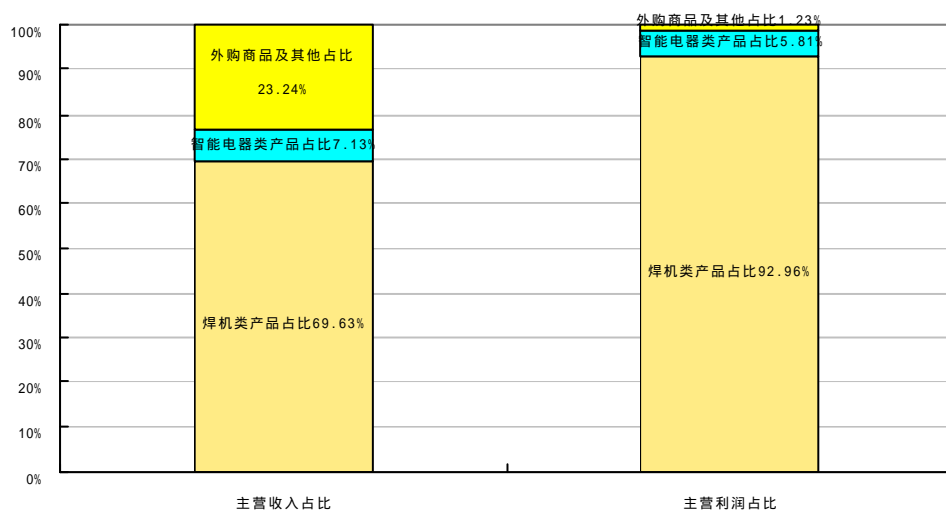 外购商品及其他占比1.23%
100%
智能电器类产品占比5.81%
外购商品及其他占比
23.24%
90%
80%
智能电器类产品占比7.13%
70%
60%
50%
焊机类产品占比92.96%
40%
焊机类产品占比69.63%
30%
20%
10%
0%
主营收入占比
主营利润占比